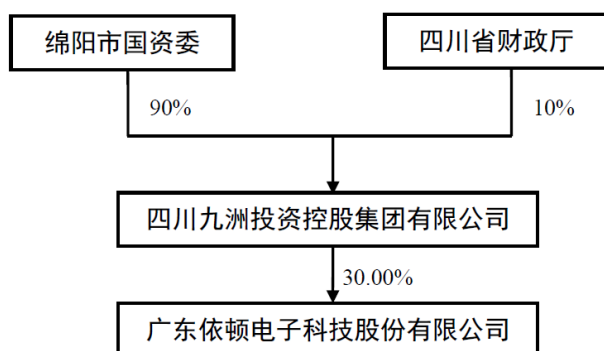 绵阳市国资委
四川省财政厅
90%
10%
四川九洲投资控股集团有限公司
30.00%
广东依顿电子科技股份有限公司